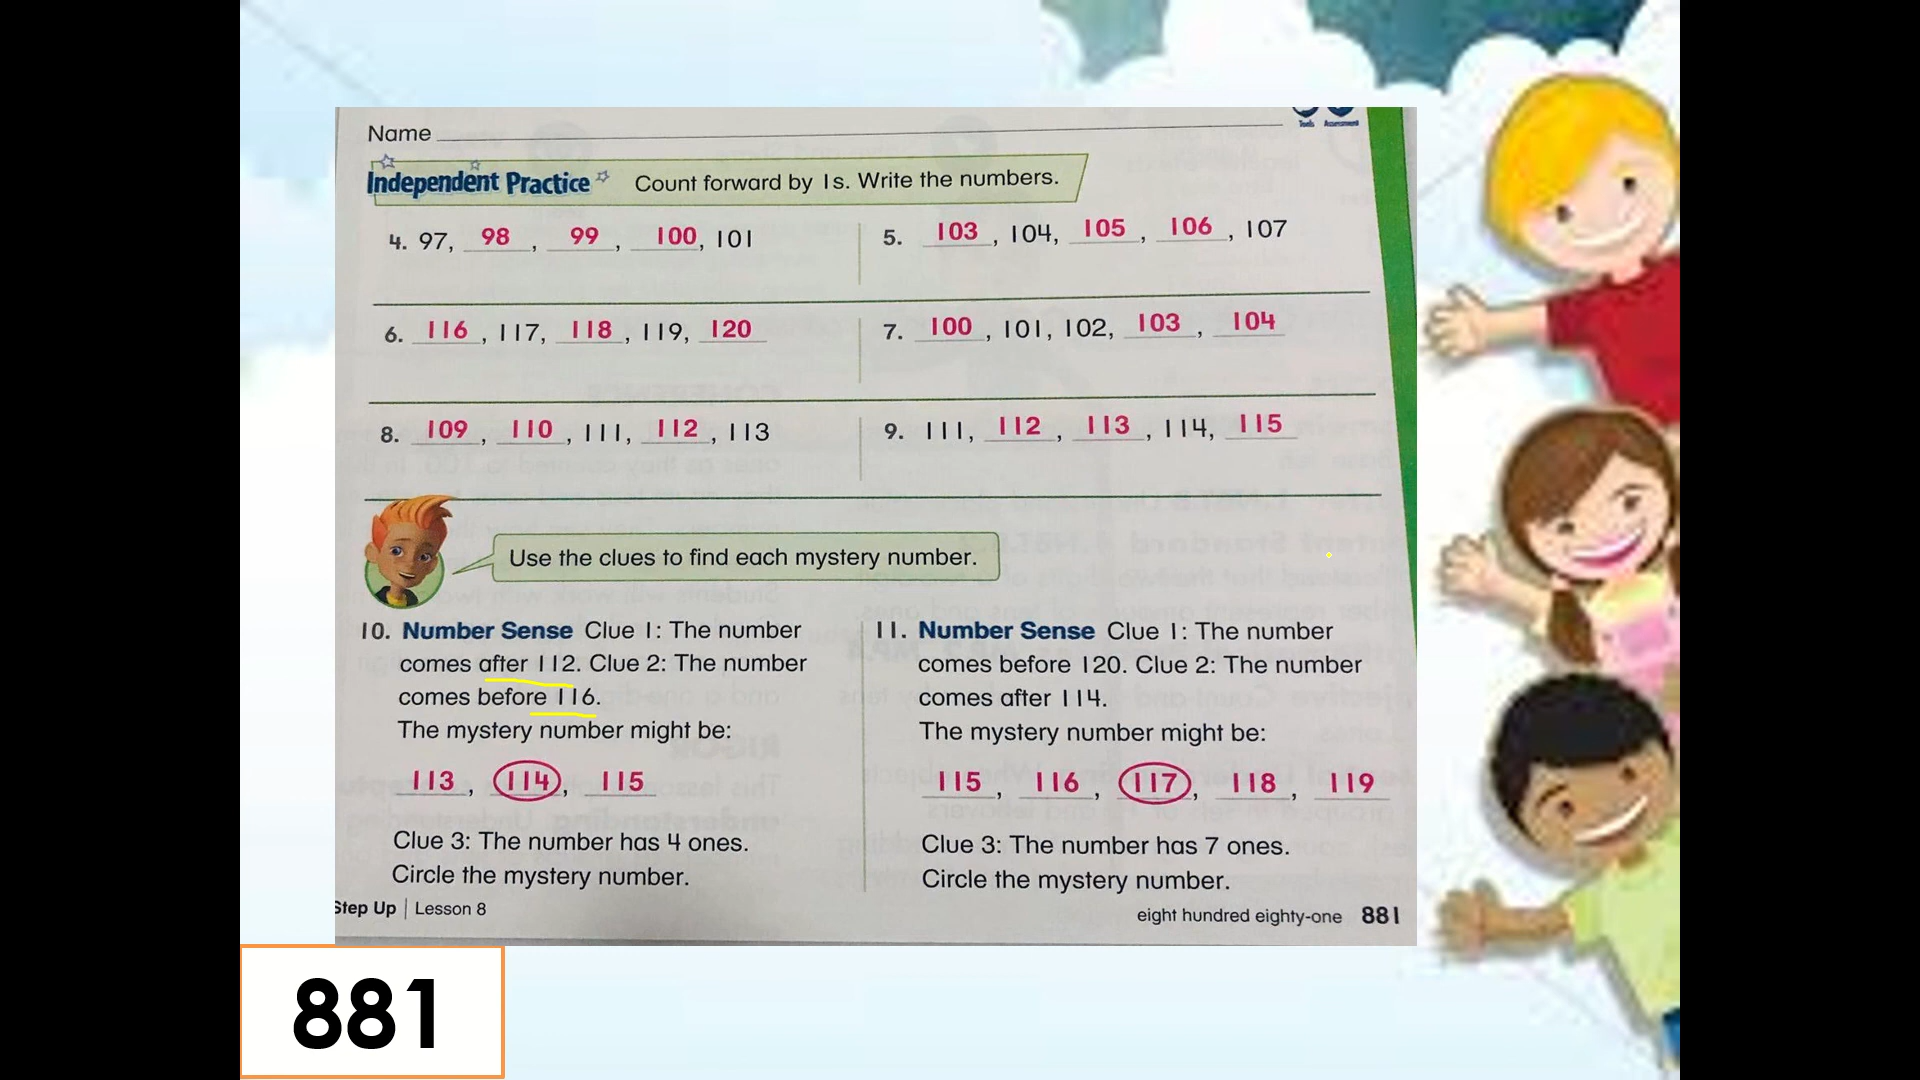 Name
Tools Assessment
Independent Practice Count forward by 1s. Write the numbers.
4. 97, 98, 99, 100, 101
5. 103, 104, 105, 106, 107
6. 116, 117, 118, 119, 120
7. 100, 101, 102, 103, 104
8. 109, 110, 111, 112, 113
9. 111, 112, 113, 114, 115
Use the clues to find each mystery number.
10. Number Sense Clue 1: The number
comes after 112. Clue 2: The number
comes before 116.
The mystery number might be:
113, 114, 115
Clue 3: The number has 4 ones.
Circle the mystery number.
11. Number Sense Clue 1: The number
comes before 120. Clue 2: The number
comes after 114.
The mystery number might be:
115, 116, 117, 118, 119
Clue 3: The number has 7 ones.
Circle the mystery number.
Step Up | Lesson 8
eight hundred eighty-one 881
881